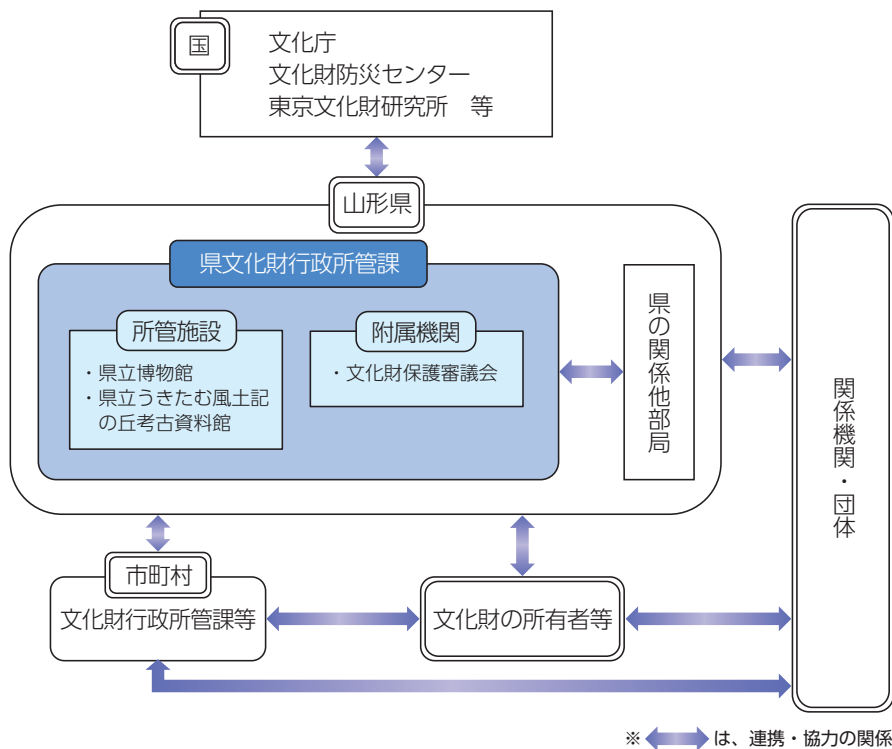 国
文化庁
文化財防災センター
東京文化財研究所　等
山形県
県文化財行政所管課
所管施設
・県立博物館
・県立うきたむ風土記
の丘考古資料館
附属機関
・文化財保護審議会
県の関係他部局
関係機関・団体
市町村
文化財行政所管課等
文化財の所有者等
※ は、連携・協力の関係